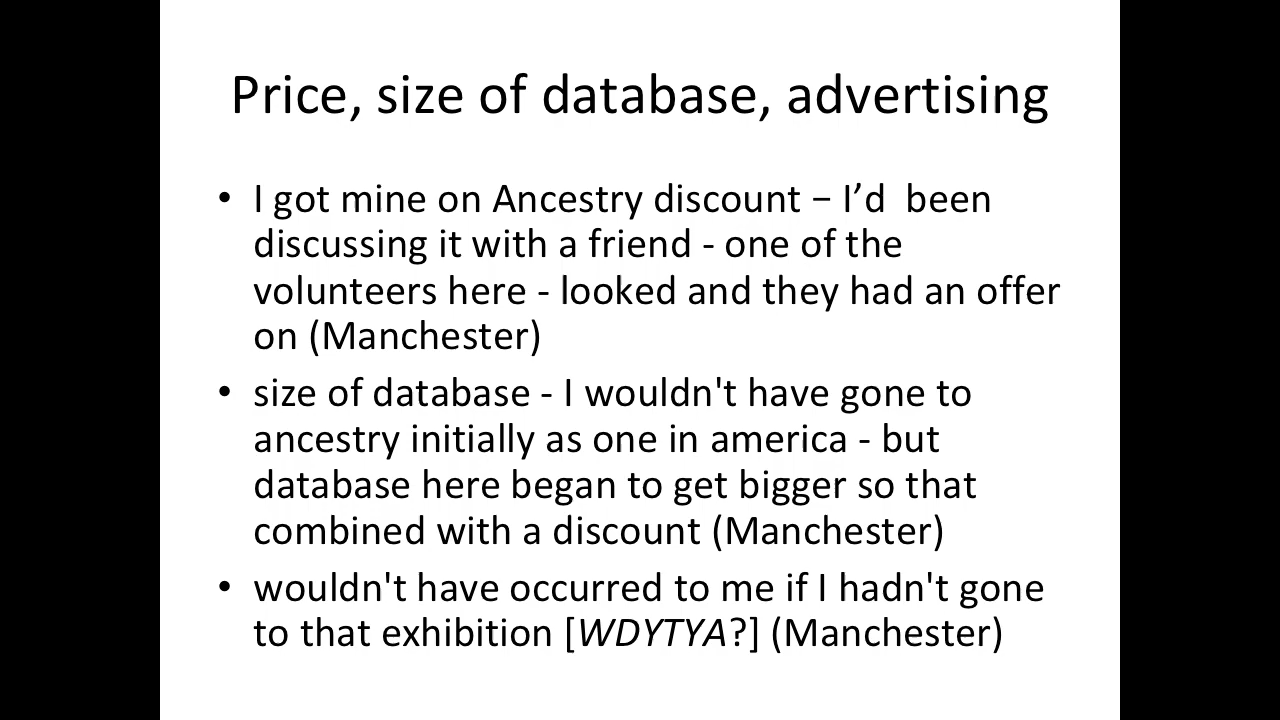 Price, size of database, advertising
• I got mine on Ancestry discount – I’d  been
discussing it with a friend - one of the
volunteers here - looked and they had an offer
on (Manchester)
• size of database - I wouldn't have gone to
ancestry initially as one in america - but
database here began to get bigger so that
combined with a discount (Manchester)
• wouldn't have occurred to me if I hadn't gone
to that exhibition [WDYTYA?] (Manchester)